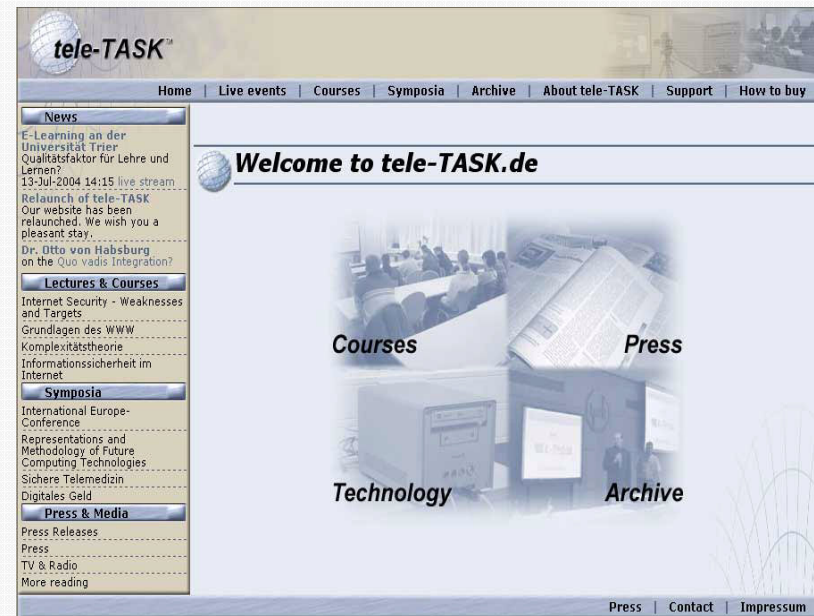 tele-TASK™
Home | Live events | Courses | Symposia | Archive | About tele-TASK | Support | How to buy
News
E-Learning an der
Universität Trier
Qualitätsfaktor für Lehre und
Lernen?
13-Jul-2004 14:15 live stream
Relaunch of tele-TASK
Our website has been
relaunched. We wish you a
pleasant stay.
Dr. Otto von Habsburg
on the Quo vadis Integration?
Lectures & Courses
Internet Security - Weaknesses
and Targets
Grundlagen des WWW
Komplexitätstheorie
Informationssicherheit im
Internet
Symposia
International Europe-
Conference
Representations and
Methodology of Future
Computing Technologies
Sichere Telemedizin
Digitales Geld
Press & Media
Press Releases
Press
TV & Radio
More reading
Welcome to tele-TASK.de
Courses
Press
Technology
Archive
Press | Contact | Impressum